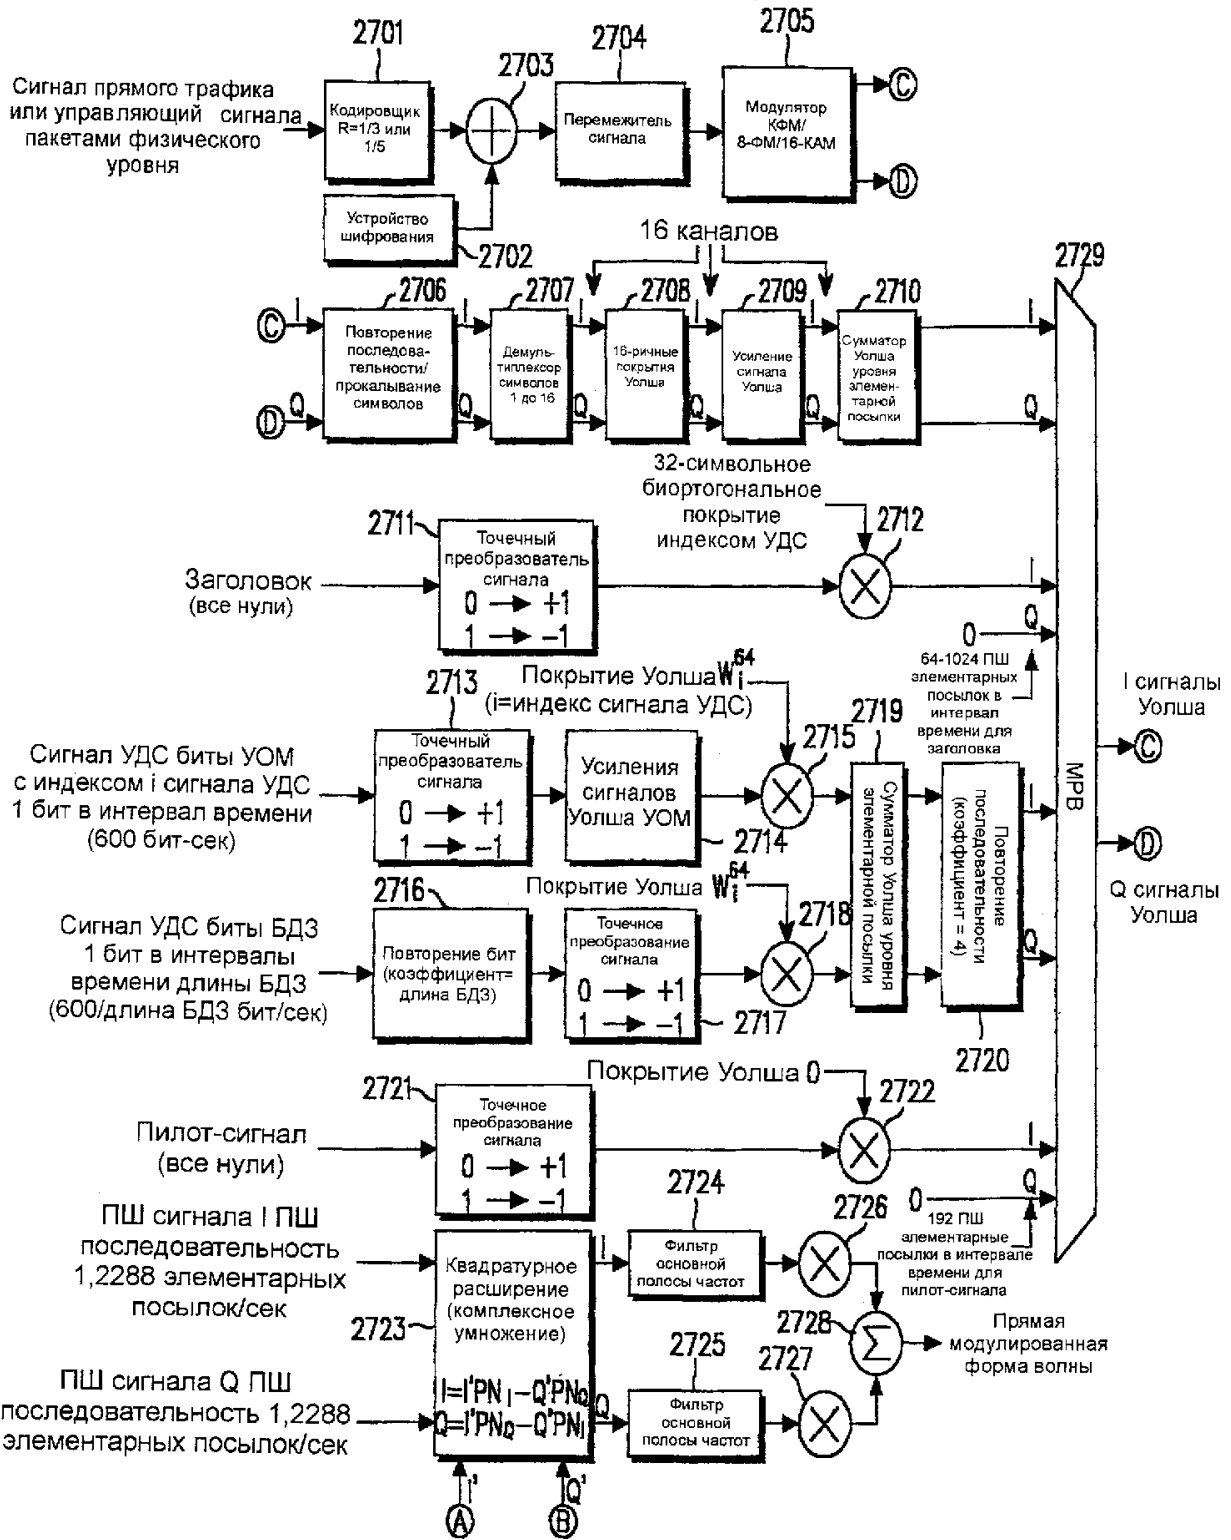 2701
2703
2704
2705
Сигнал прямого трафика
или управляющий сигнала
пакетами физического
уровня
Кодировщик
R=1/3 или
1/5
Перемежитель
сигнала
Модулятор
КФМ/
8-ФМ/16-КАМ
C
D
Устройство
шифрования
2702
16 каналов
2729
2706
2707
2708
2709
2710
C
I
Повторение
последова-
тельности/
прокалывание
символов
I
Демуль-
типлексор
символов
1 до 16
I
16-ричные
покрытия
Уолша
I
Усиление
сигнала
Уолша
I
Сумматор
Уолша
уровня
элемен-
тарной
посылки
I
D
Q
Q
Q
Q
Q
Q
32-символьное
биортогональное
покрытие
индексом УДС
2711
2712
Точечный
преобразователь
сигнала
0 → +1
1 → -1
Заголовок
(все нули)
I
0
Q
64-1024 ПШ
элементарных
посылок в
интервал
времени для
заголовка
Покрытие Уолша W i 64
(i=индекс сигнала УДС)
2713
2715
2719
I сигналы
Уолша
C
Сигнал УДС биты УОМ
с индексом i сигнала УДС
1 бит в интервал времени
(600 бит-сек)
Точечный
преобразователь
сигнала
0 → +1
1 → -1
Усиления
сигналов
Уолша УОМ
2714
Сумматор Уолша уровня
элементарной посылки
Повторение
последовательности
(коэффициент = 4)
I
МРВ
D
Q сигналы
Уолша
Покрытие Уолша W i 64
2716
2718
Сигнал УДС биты БДЗ
1 бит в интервалы
времени длины БДЗ
(600/длина БДЗ бит/сек)
Повторение бит
(коэффициент=
длина БДЗ)
Точечное
преобразование
сигнала
0 → +1
1 → -1
2717
Q
2720
Покрытие Уолша 0
2721
2722
Пилот-сигнал
(все нули)
Точечное
преобразование
сигнала
0 → +1
1 → -1
I
0
Q
192 ПШ
элементарные
посылки в интервале
времени для
пилот-сигнала
2724
2726
ПШ сигнала I ПШ
последовательность
1,2288 элементарных
посылок/сек
2723
Квадратурное
расширение
(комплексное
умножение)
I=I'PN I -Q'PN Q
Q=I'PN Q -Q'PN I
I
Фильтр
основной
полосы частот
2728
Σ
Прямая
модулированная
форма волны
2725
2727
ПШ сигнала Q ПШ
последовательность 1,2288
элементарных посылок/сек
Q
Фильтр
основной
полосы частот
I'
Q'
A
B